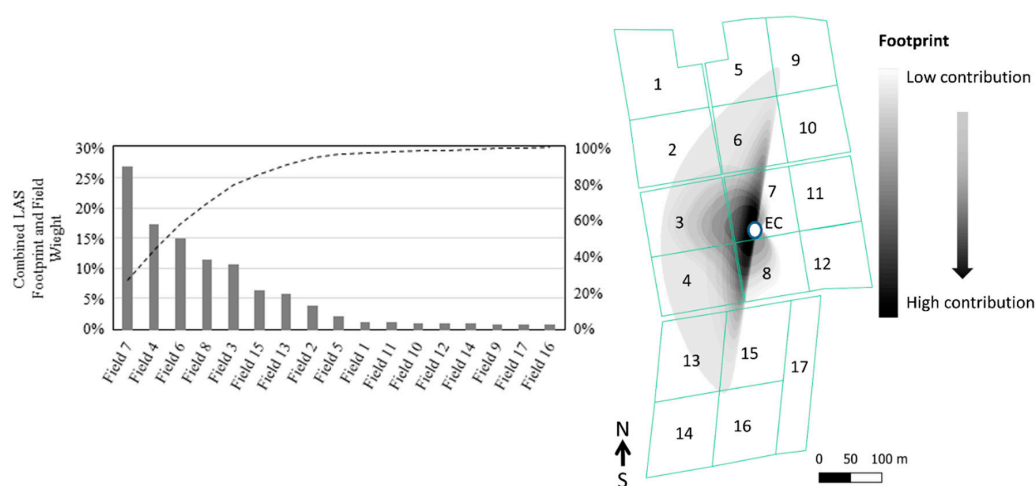 Combined LAS
Footprint and Field
Wieght
30%
25%
20%
15%
10%
5%
0%
100%
80%
60%
40%
20%
0%
Field 7
Field 4
Field 6
Field 8
Field 3
Field 15
Field 13
Field 2
Field 5
Field 1
Field 11
Field 10
Field 12
Field 14
Field 9
Field 17
Field 16
1
5
9
2
6
10
3
7
11
EC
4
8
12
13
15
17
14
16
N
S
0 50 100 m
Footprint
Low contribution
High contribution